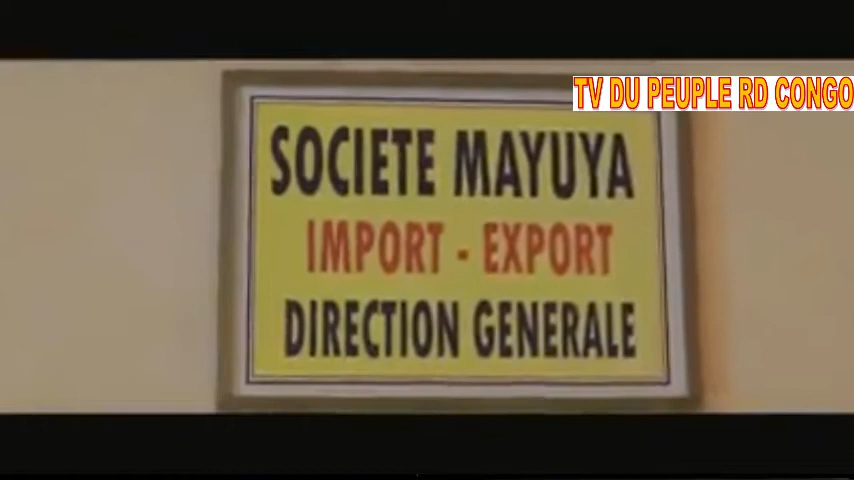 TV DU PEUPLE RD CONGO
SOCIETE MAYUYA
IMPORT - EXPORT
DIRECTION GENERALE